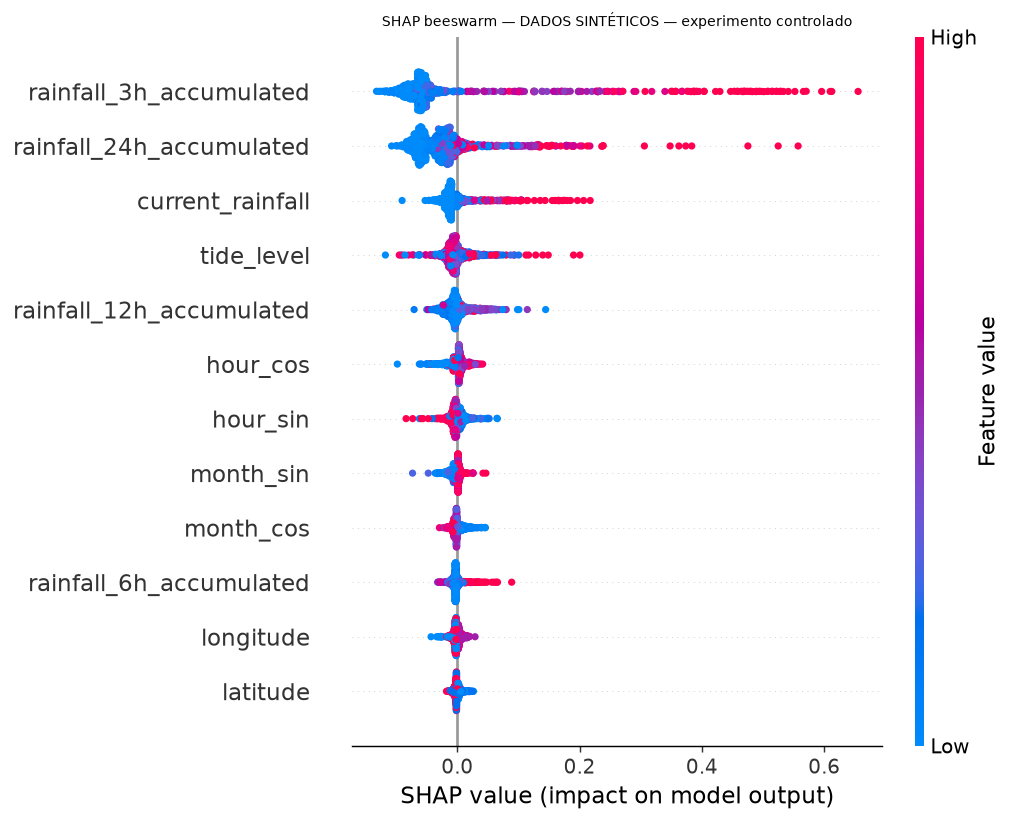 SHAP beeswarm — DADOS SINTÉTICOS — experimento controlado
High
rainfall_3h_accumulated
rainfall_24h_accumulated
current_rainfall
tide_level
rainfall_12h_accumulated
hour_cos
hour_sin
month_sin
month_cos
rainfall_6h_accumulated
longitude
latitude
Feature value
Low
0.0 0.2 0.4 0.6
SHAP value (impact on model output)